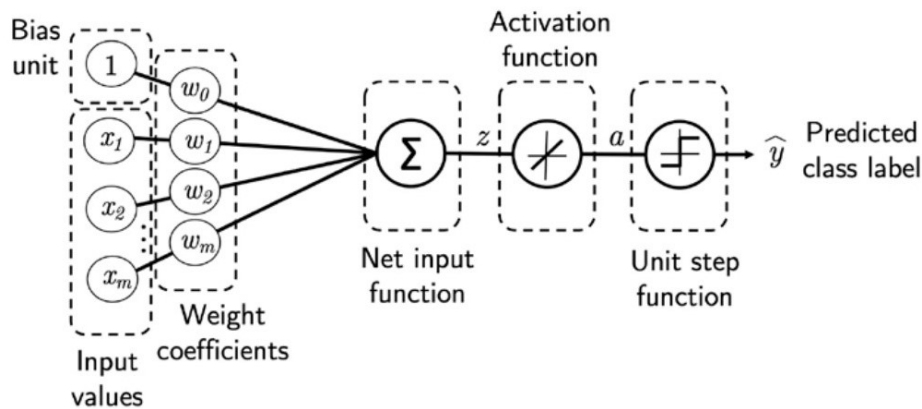 Bias
unit
1
x₁
x₂
⋮
xₘ
Input
values
w₀
w₁
w₂
wₘ
Weight
coefficients
Σ
Net input
function
z
Activation
function
a
Unit step
function
ŷ
Predicted
class label